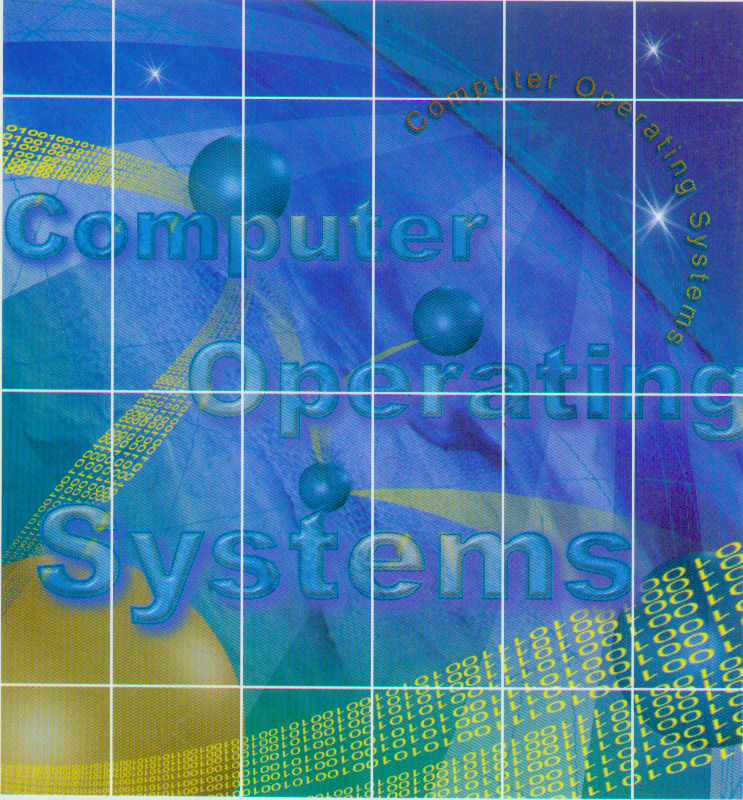 Computer Operating Systems
Computer
Operating
Systems